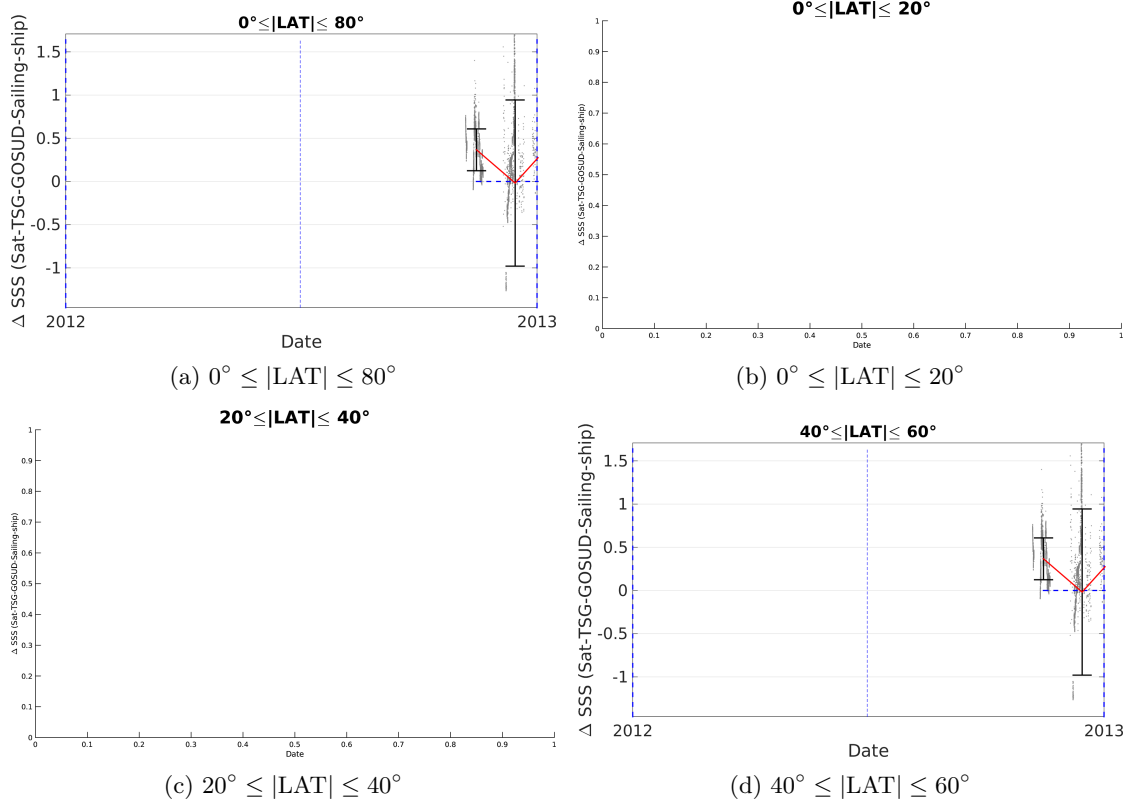 0°≤|LAT|≤ 80°
Δ SSS (Sat-TSG-GOSUD-Sailing-ship)
1.5
1
0.5
0
-0.5
-1
2012
2013
Date
(a) 0° ≤ |LAT| ≤ 80°
0°≤|LAT|≤ 20°
Δ SSS (Sat-TSG-GOSUD-Sailing-ship)
1
0.9
0.8
0.7
0.6
0.5
0.4
0.3
0.2
0.1
0
0 0.1 0.2 0.3 0.4 0.5 0.6 0.7 0.8 0.9 1
Date
(b) 0° ≤ |LAT| ≤ 20°
20°≤|LAT|≤ 40°
Δ SSS (Sat-TSG-GOSUD-Sailing-ship)
1
0.9
0.8
0.7
0.6
0.5
0.4
0.3
0.2
0.1
0
0 0.1 0.2 0.3 0.4 0.5 0.6 0.7 0.8 0.9 1
Date
(c) 20° ≤ |LAT| ≤ 40°
40°≤|LAT|≤ 60°
Δ SSS (Sat-TSG-GOSUD-Sailing-ship)
1.5
1
0.5
0
-0.5
-1
2012
2013
Date
(d) 40° ≤ |LAT| ≤ 60°